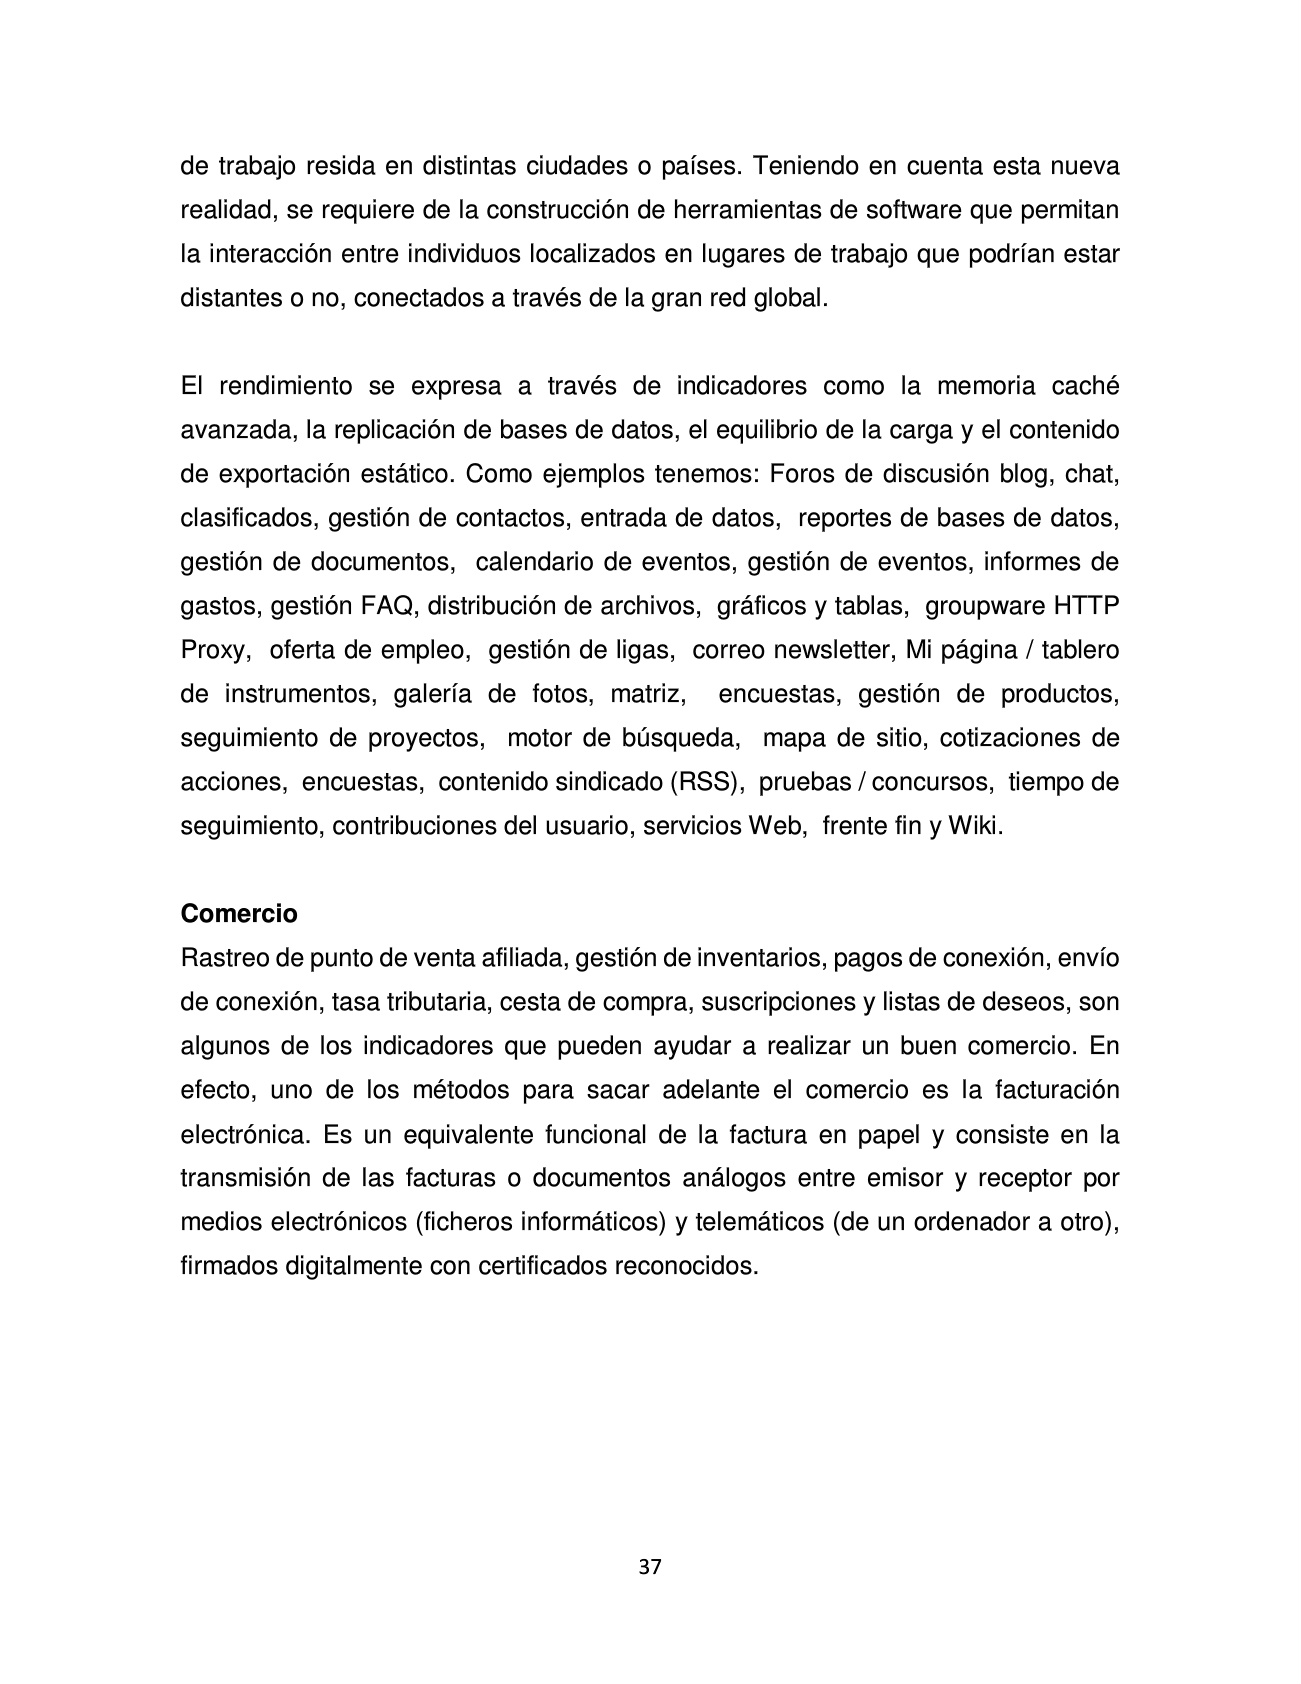 de trabajo resida en distintas ciudades o países. Teniendo en cuenta esta nueva
realidad, se requiere de la construcción de herramientas de software que permitan
la interacción entre individuos localizados en lugares de trabajo que podrían estar
distantes o no, conectados a través de la gran red global.
El rendimiento se expresa a través de indicadores como la memoria caché
avanzada, la replicación de bases de datos, el equilibrio de la carga y el contenido
de exportación estático. Como ejemplos tenemos: Foros de discusión blog, chat,
clasificados, gestión de contactos, entrada de datos,  reportes de bases de datos,
gestión de documentos,  calendario de eventos, gestión de eventos, informes de
gastos, gestión FAQ, distribución de archivos,  gráficos y tablas,  groupware HTTP
Proxy,  oferta de empleo,  gestión de ligas,  correo newsletter, Mi página / tablero
de instrumentos, galería de fotos, matriz,  encuestas, gestión de productos,
seguimiento de proyectos,  motor de búsqueda,  mapa de sitio, cotizaciones de
acciones,  encuestas,  contenido sindicado (RSS),  pruebas / concursos,  tiempo de
seguimiento, contribuciones del usuario, servicios Web,  frente fin y Wiki.
Comercio
Rastreo de punto de venta afiliada, gestión de inventarios, pagos de conexión, envío
de conexión, tasa tributaria, cesta de compra, suscripciones y listas de deseos, son
algunos de los indicadores que pueden ayudar a realizar un buen comercio. En
efecto, uno de los métodos para sacar adelante el comercio es la facturación
electrónica. Es un equivalente funcional de la factura en papel y consiste en la
transmisión de las facturas o documentos análogos entre emisor y receptor por
medios electrónicos (ficheros informáticos) y telemáticos (de un ordenador a otro),
firmados digitalmente con certificados reconocidos.
37